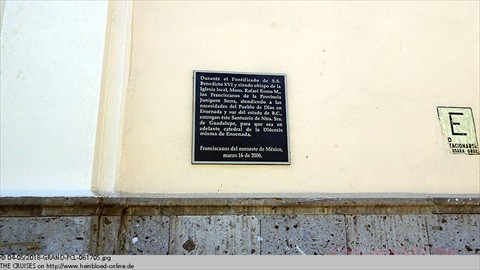 Durante el Pontificado de S.S.
Benedicto XVI y siendo obispo de la
Iglesia local, Mons. Rafael Romo M.,
los Franciscanos de la Provincia
Junípero Serra, atendiendo a las
necesidades del Pueblo de Dios en
Ensenada y sur del estado de B.C.,
entregan éste Santuario de Ntra. Sra.
de Guadalupe, para que sea en
adelante catedral de la Diócesis
misma de Ensenada.
Franciscanos del noroeste de México,
marzo 16 de 2006.
E
O
TACIONARS
04-05/2018-GRAND-PCL-DSI705.jpg
THE CRUISES on http://www.heinbloed-online.de